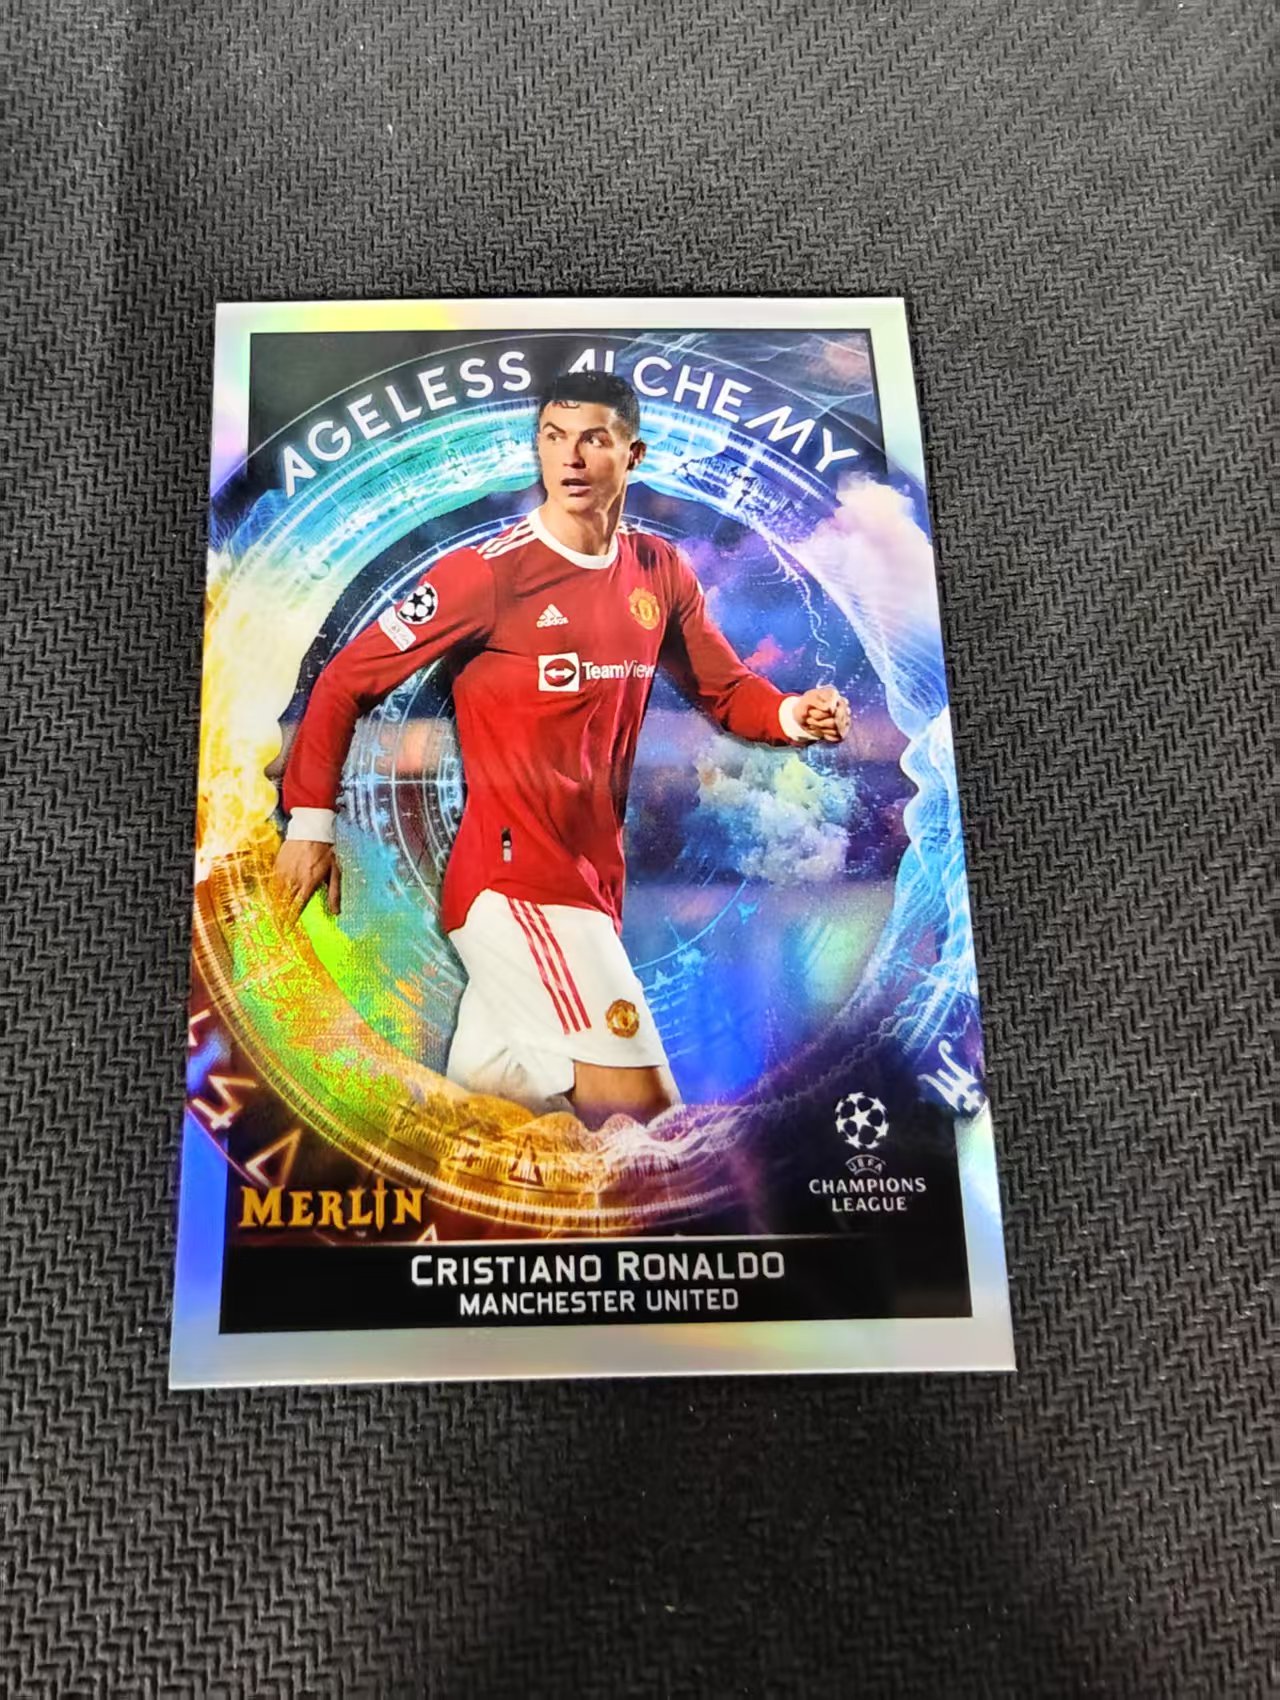 AGELESS ALCHEMY
adidas
TeamViewer
MERLIN
UEFA
CHAMPIONS
LEAGUE
CRISTIANO RONALDO
MANCHESTER UNITED